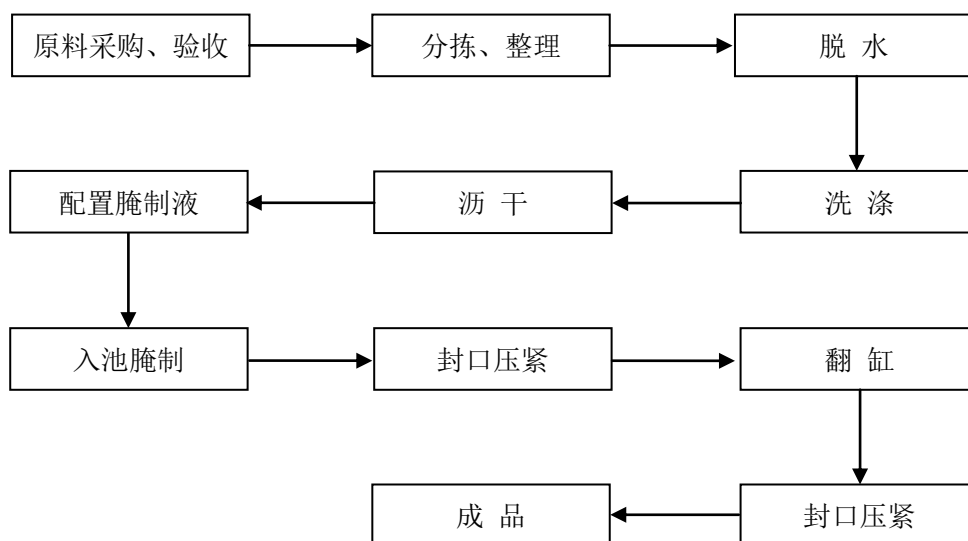 原料采购、验收
分拣、整理
脱 水
洗 涤
沥 干
配置腌制液
入池腌制
封口压紧
翻 缸
封口压紧
成 品